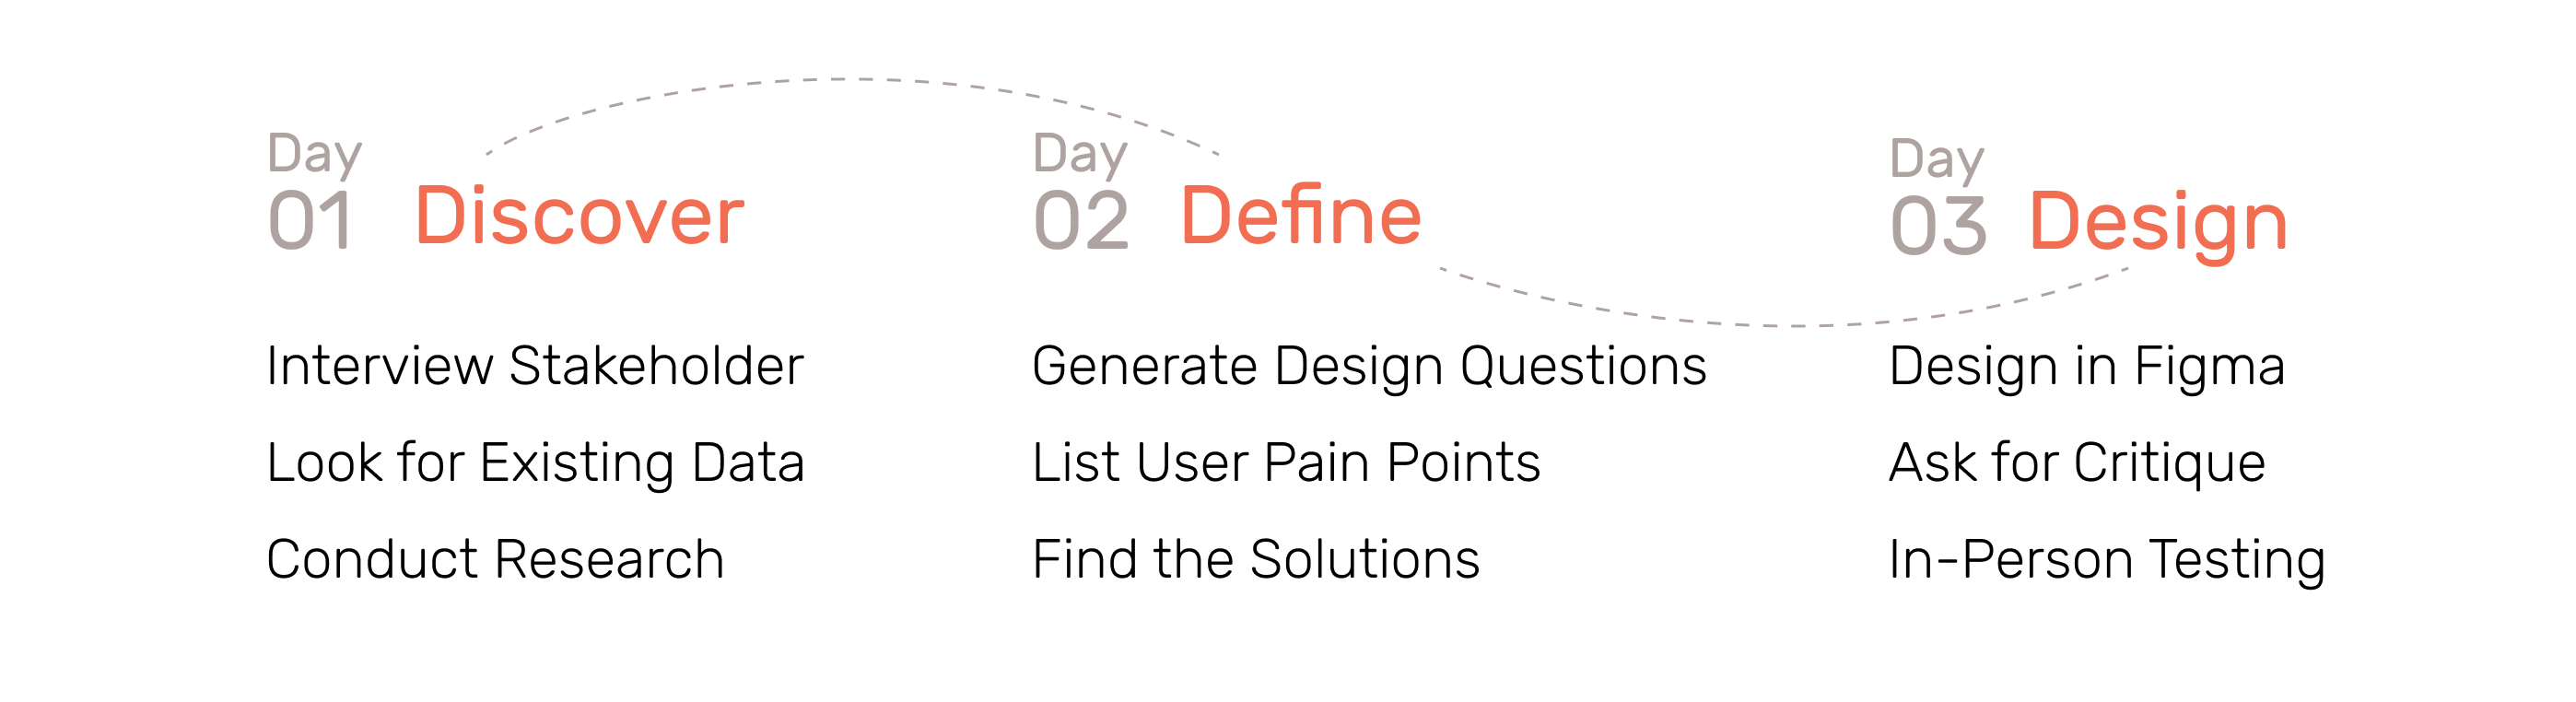 Day
01 Discover
Interview Stakeholder
Look for Existing Data
Conduct Research
Day
02 Define
Generate Design Questions
List User Pain Points
Find the Solutions
Day
03 Design
Design in Figma
Ask for Critique
In-Person Testing